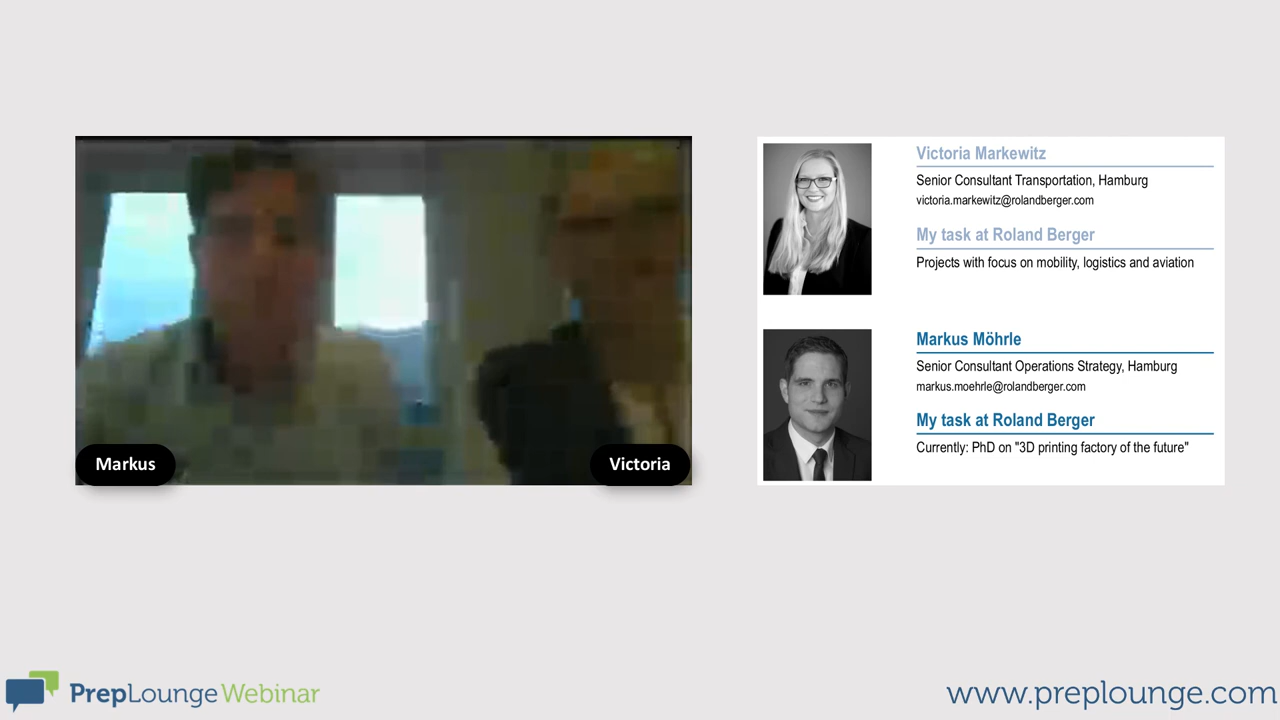 Victoria Markewitz
Senior Consultant Transportation, Hamburg
victoria.markewitz@rolandberger.com
My task at Roland Berger
Projects with focus on mobility, logistics and aviation
Markus Möhrle
Senior Consultant Operations Strategy, Hamburg
markus.moehrle@rolandberger.com
My task at Roland Berger
Currently: PhD on "3D printing factory of the future"
Markus
Victoria
PrepLounge Webinar
www.preplounge.com